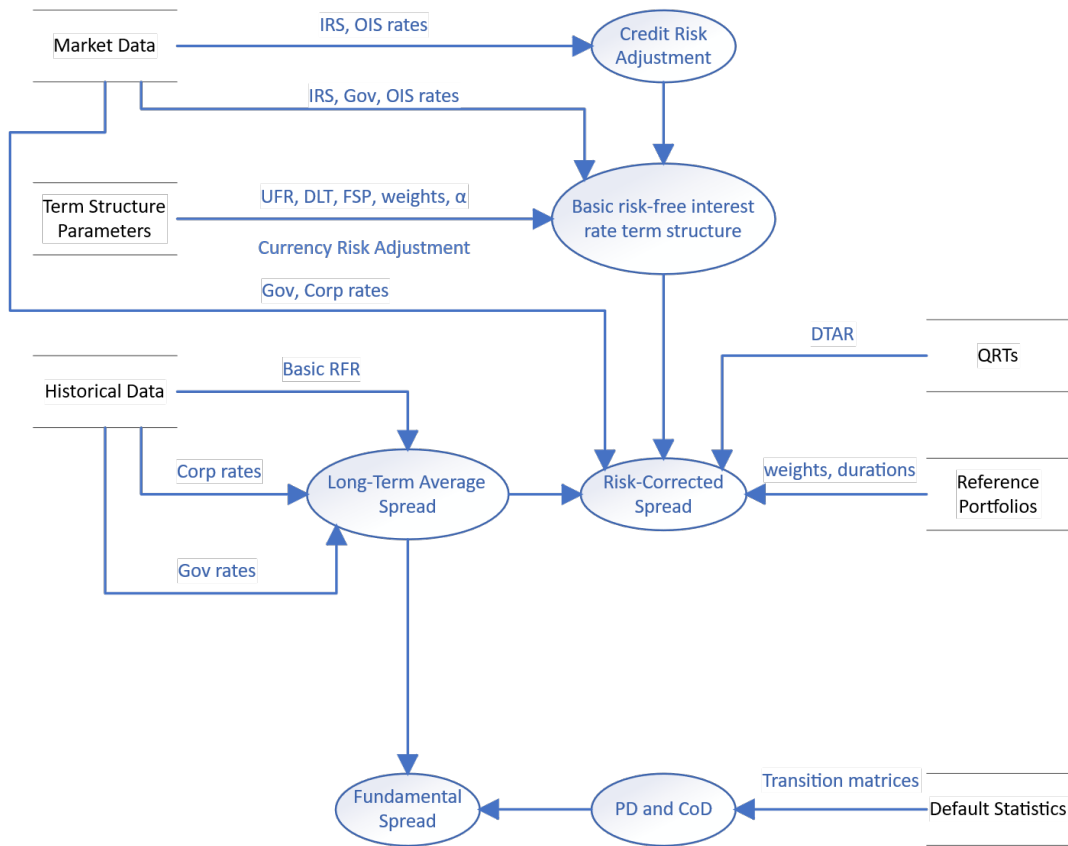 IRS, OIS rates
Market Data
Credit Risk
Adjustment
IRS, Gov, OIS rates
UFR, DLT, FSP, weights, α
Term Structure
Parameters
Basic risk-free interest
rate term structure
Currency Risk Adjustment
Gov, Corp rates
DTAR
QRTs
Basic RFR
Historical Data
Corp rates
Long-Term Average
Spread
Risk-Corrected
Spread
weights, durations
Reference
Portfolios
Gov rates
Transition matrices
Fundamental
Spread
PD and CoD
Default Statistics